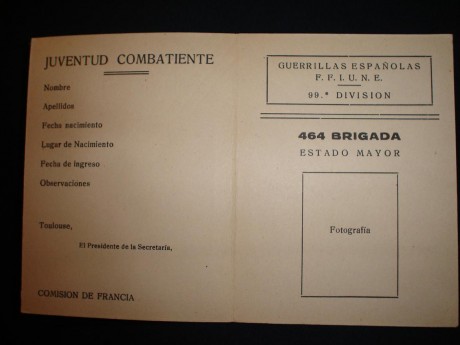 JUVENTUD COMBATIENTE
Nombre
Apellidos
Fecha nacimiento
Lugar de Nacimiento
Fecha de ingreso
Observaciones
Toulouse,
El Presidente de la Secretaría,
COMISION DE FRANCIA
GUERRILLAS ESPAÑOLAS
F. F. I. U. N. E.
99.ª DIVISION
464 BRIGADA
ESTADO MAYOR
Fotografía